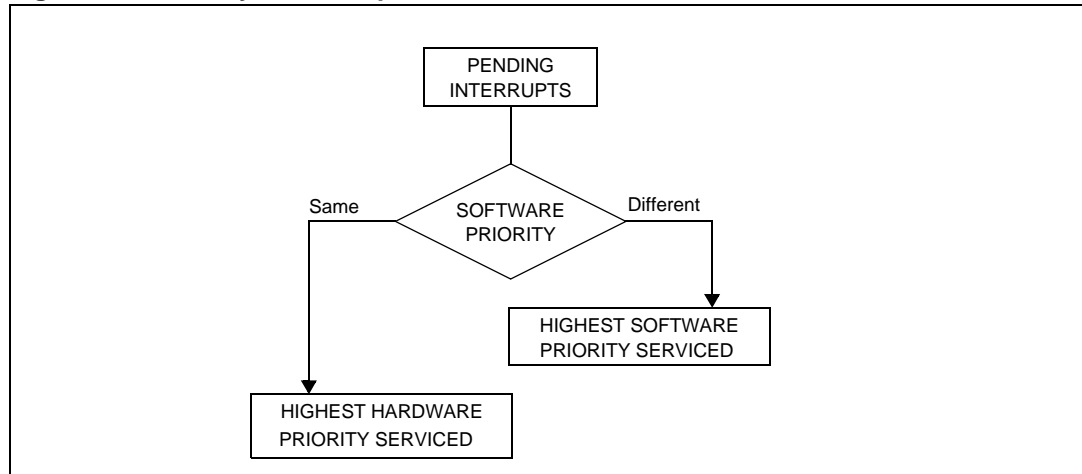 PENDING
INTERRUPTS
Same
SOFTWARE
PRIORITY
Different
HIGHEST SOFTWARE
PRIORITY SERVICED
HIGHEST HARDWARE
PRIORITY SERVICED